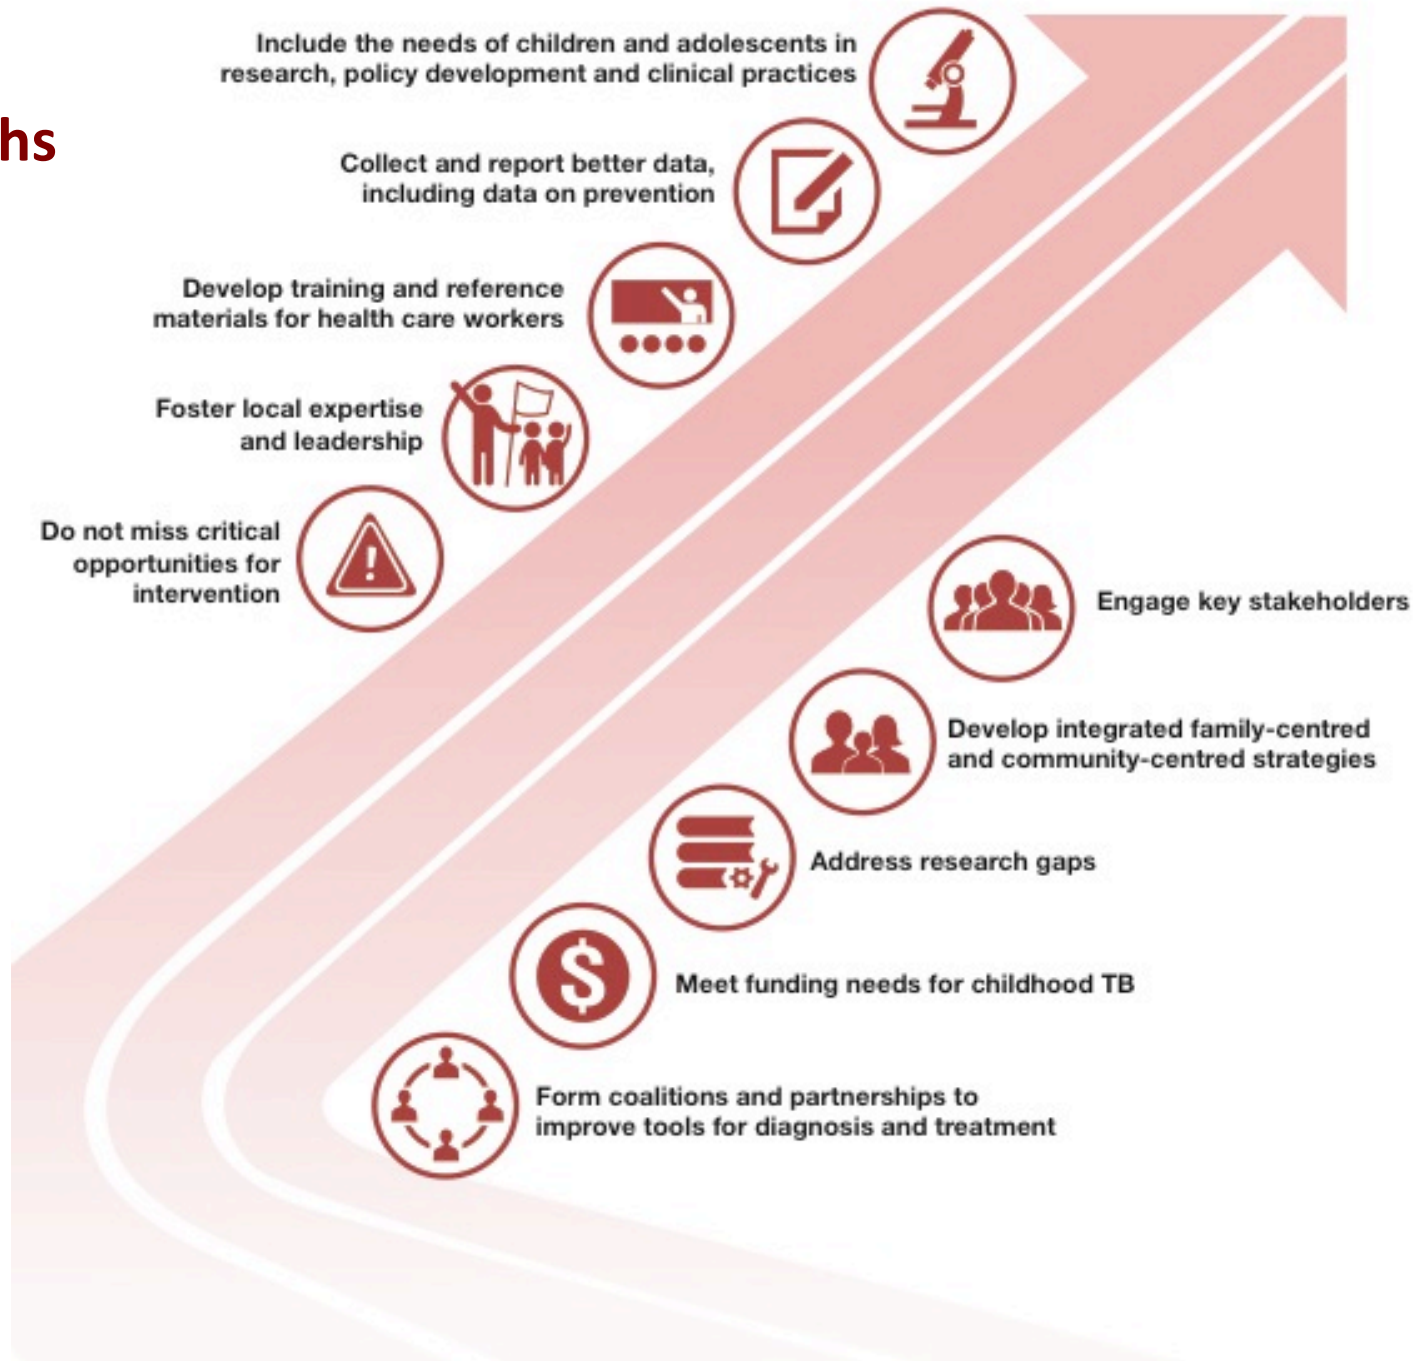 Include the needs of children and adolescents in
research, policy development and clinical practices
hs
Collect and report better data,
including data on prevention
Develop training and reference
materials for health care workers
Foster local expertise
and leadership
Do not miss critical
opportunities for
intervention
Engage key stakeholders
Develop integrated family-centred
and community-centred strategies
Address research gaps
$
Meet funding needs for childhood TB
Form coalitions and partnerships to
improve tools for diagnosis and treatment